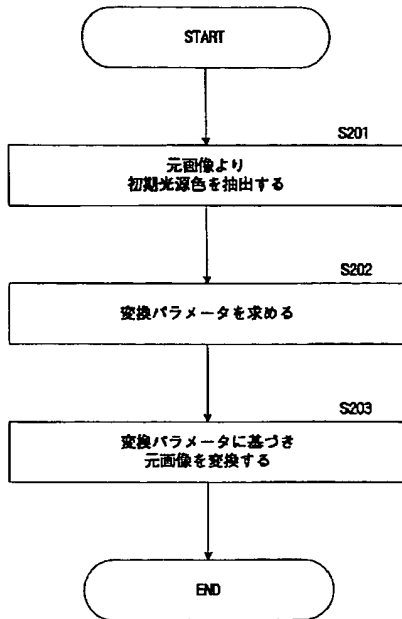 START
S201
元画像より
初期光源色を抽出する
S202
変換パラメータを求める
S203
変換パラメータに基づき
元画像を変換する
END